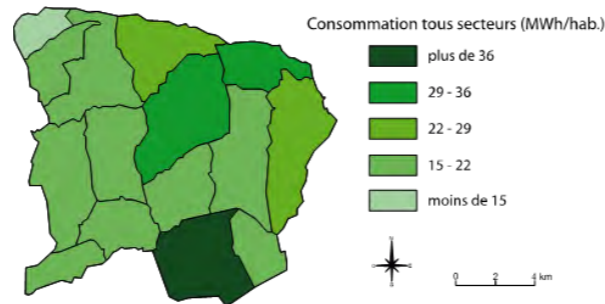 Consommation tous secteurs (MWh/hab.)
plus de 36
29 - 36
22 - 29
15 - 22
moins de 15
0 2 4 km